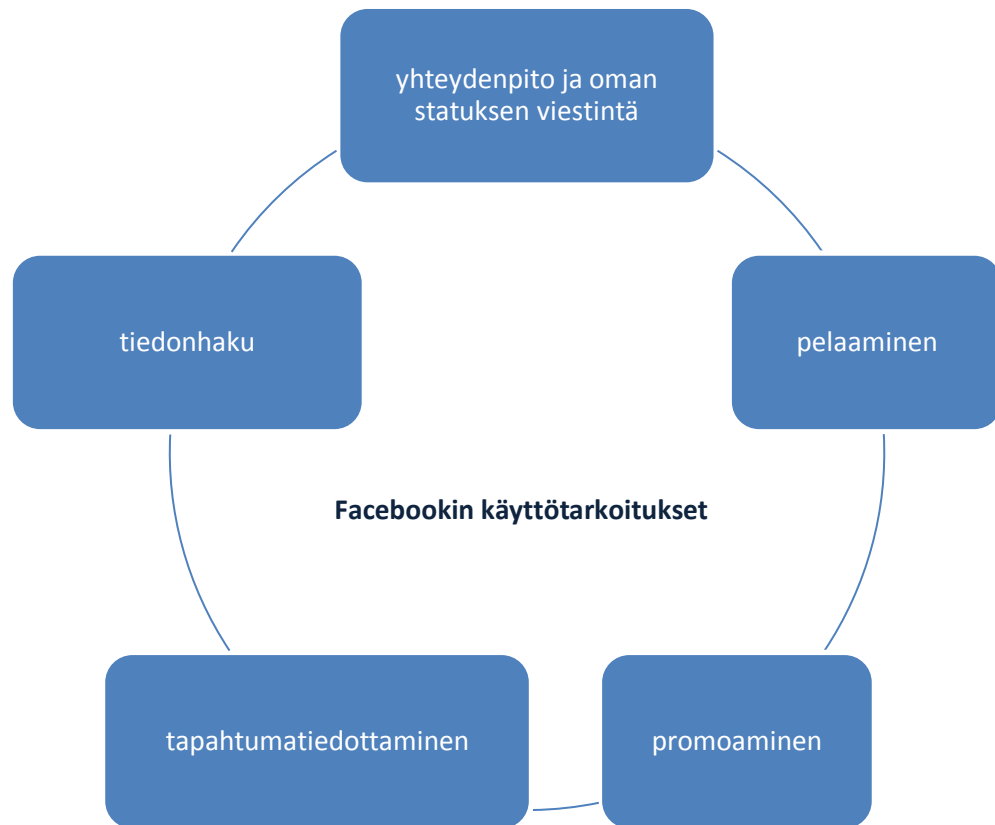 yhteydenpito ja oman
statuksen viestintä
tiedonhaku
pelaaminen
Facebookin käyttötarkoitukset
tapahtumatiedottaminen
promoaminen